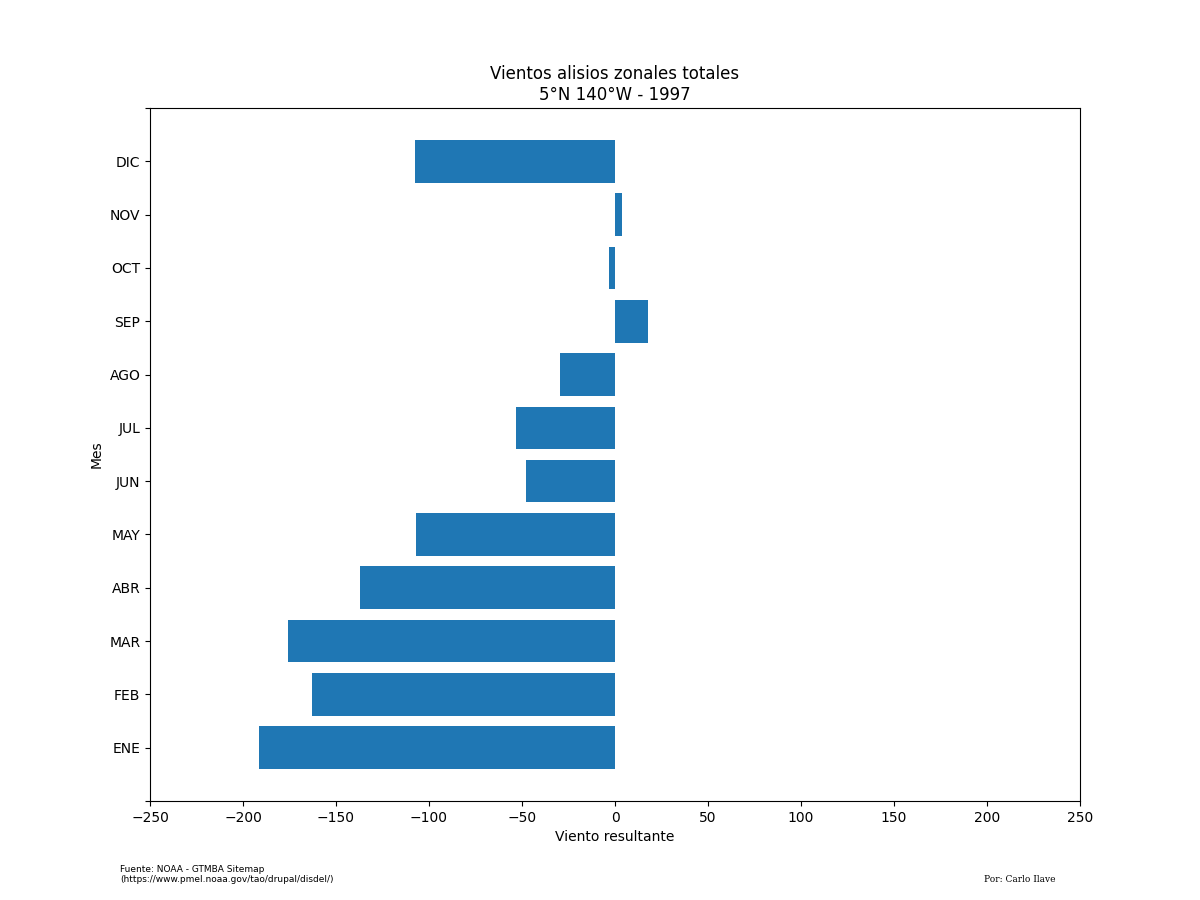 Vientos alisios zonales totales
5°N 140°W - 1997
DIC
NOV
OCT
SEP
AGO
JUL
JUN
MAY
ABR
MAR
FEB
ENE
Mes
−250 −200 −150 −100 −50 0 50 100 150 200 250
Viento resultante
Fuente: NOAA - GTMBA Sitemap
(https://www.pmel.noaa.gov/tao/drupal/disdel/)
Por: Carlo Ilave